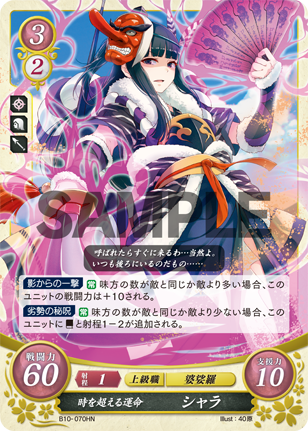 3
2
SAMPLE
呼ばれたらすぐに来るわ…当然よ。
いつも後ろにいるのだもの……。
影からの一撃 常 味方の数が敵と同じか敵より多い場合、この
ユニットの戦闘力は+10される。
劣勢の秘呪 常 味方の数が敵と同じか敵より少ない場合、この
ユニットに と射程1-2が追加される。
戦闘力
60
射程 1
上級職
婆娑羅
支援力
10
時を超える運命 シャラ
B10-070HN
Illust：40原